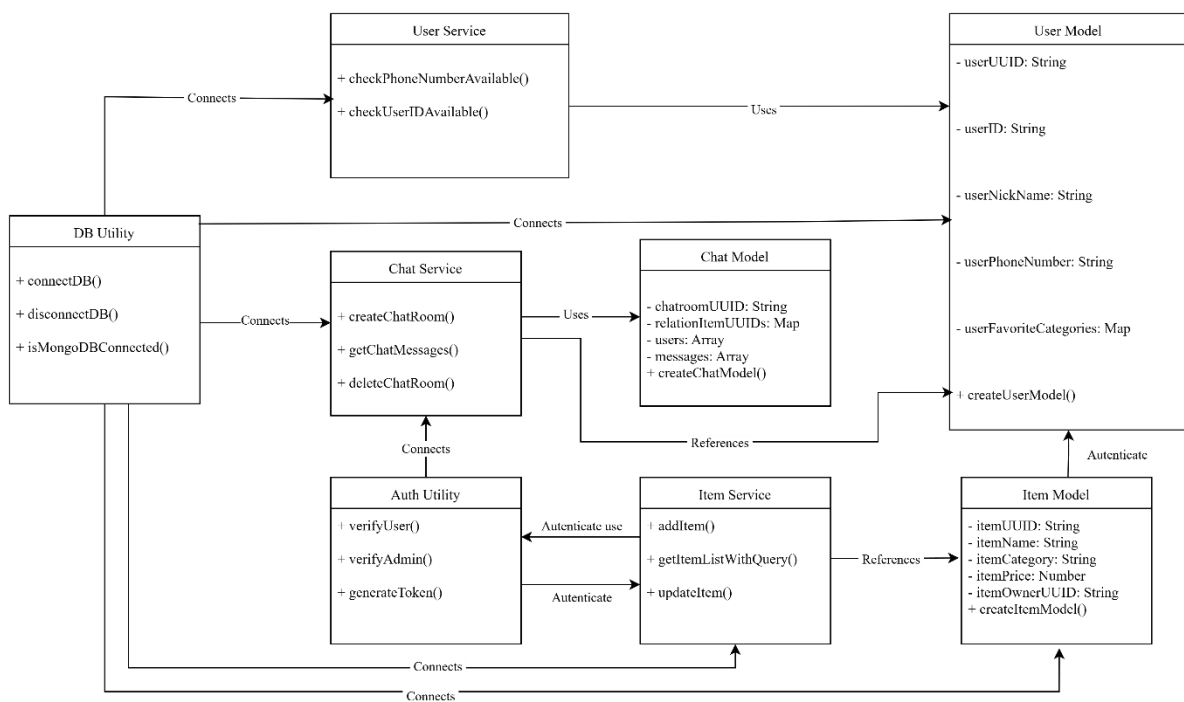 User Service
+ checkPhoneNumberAvailable()
+ checkUserIDAvailable()
User Model
- userUUID: String
- userID: String
- userNickName: String
- userPhoneNumber: String
- userFavoriteCategories: Map
+ createUserModel()
Connects
Uses
DB Utility
+ connectDB()
+ disconnectDB()
+ isMongoDBConnected()
Connects
Connects
Chat Service
+ createChatRoom()
+ getChatMessages()
+ deleteChatRoom()
Uses
Chat Model
- chatroomUUID: String
- relationItemUUIDs: Map
- users: Array
- messages: Array
+ createChatModel()
References
Connects
Autenticate
Auth Utility
+ verifyUser()
+ verifyAdmin()
+ generateToken()
Autenticate use
Autenticate
Item Service
+ addItem()
+ getItemListWithQuery()
+ updateItem()
References
Item Model
- itemUUID: String
- itemName: String
- itemCategory: String
- itemPrice: Number
- itemOwnerUUID: String
+ createItemModel()
Connects
Connects